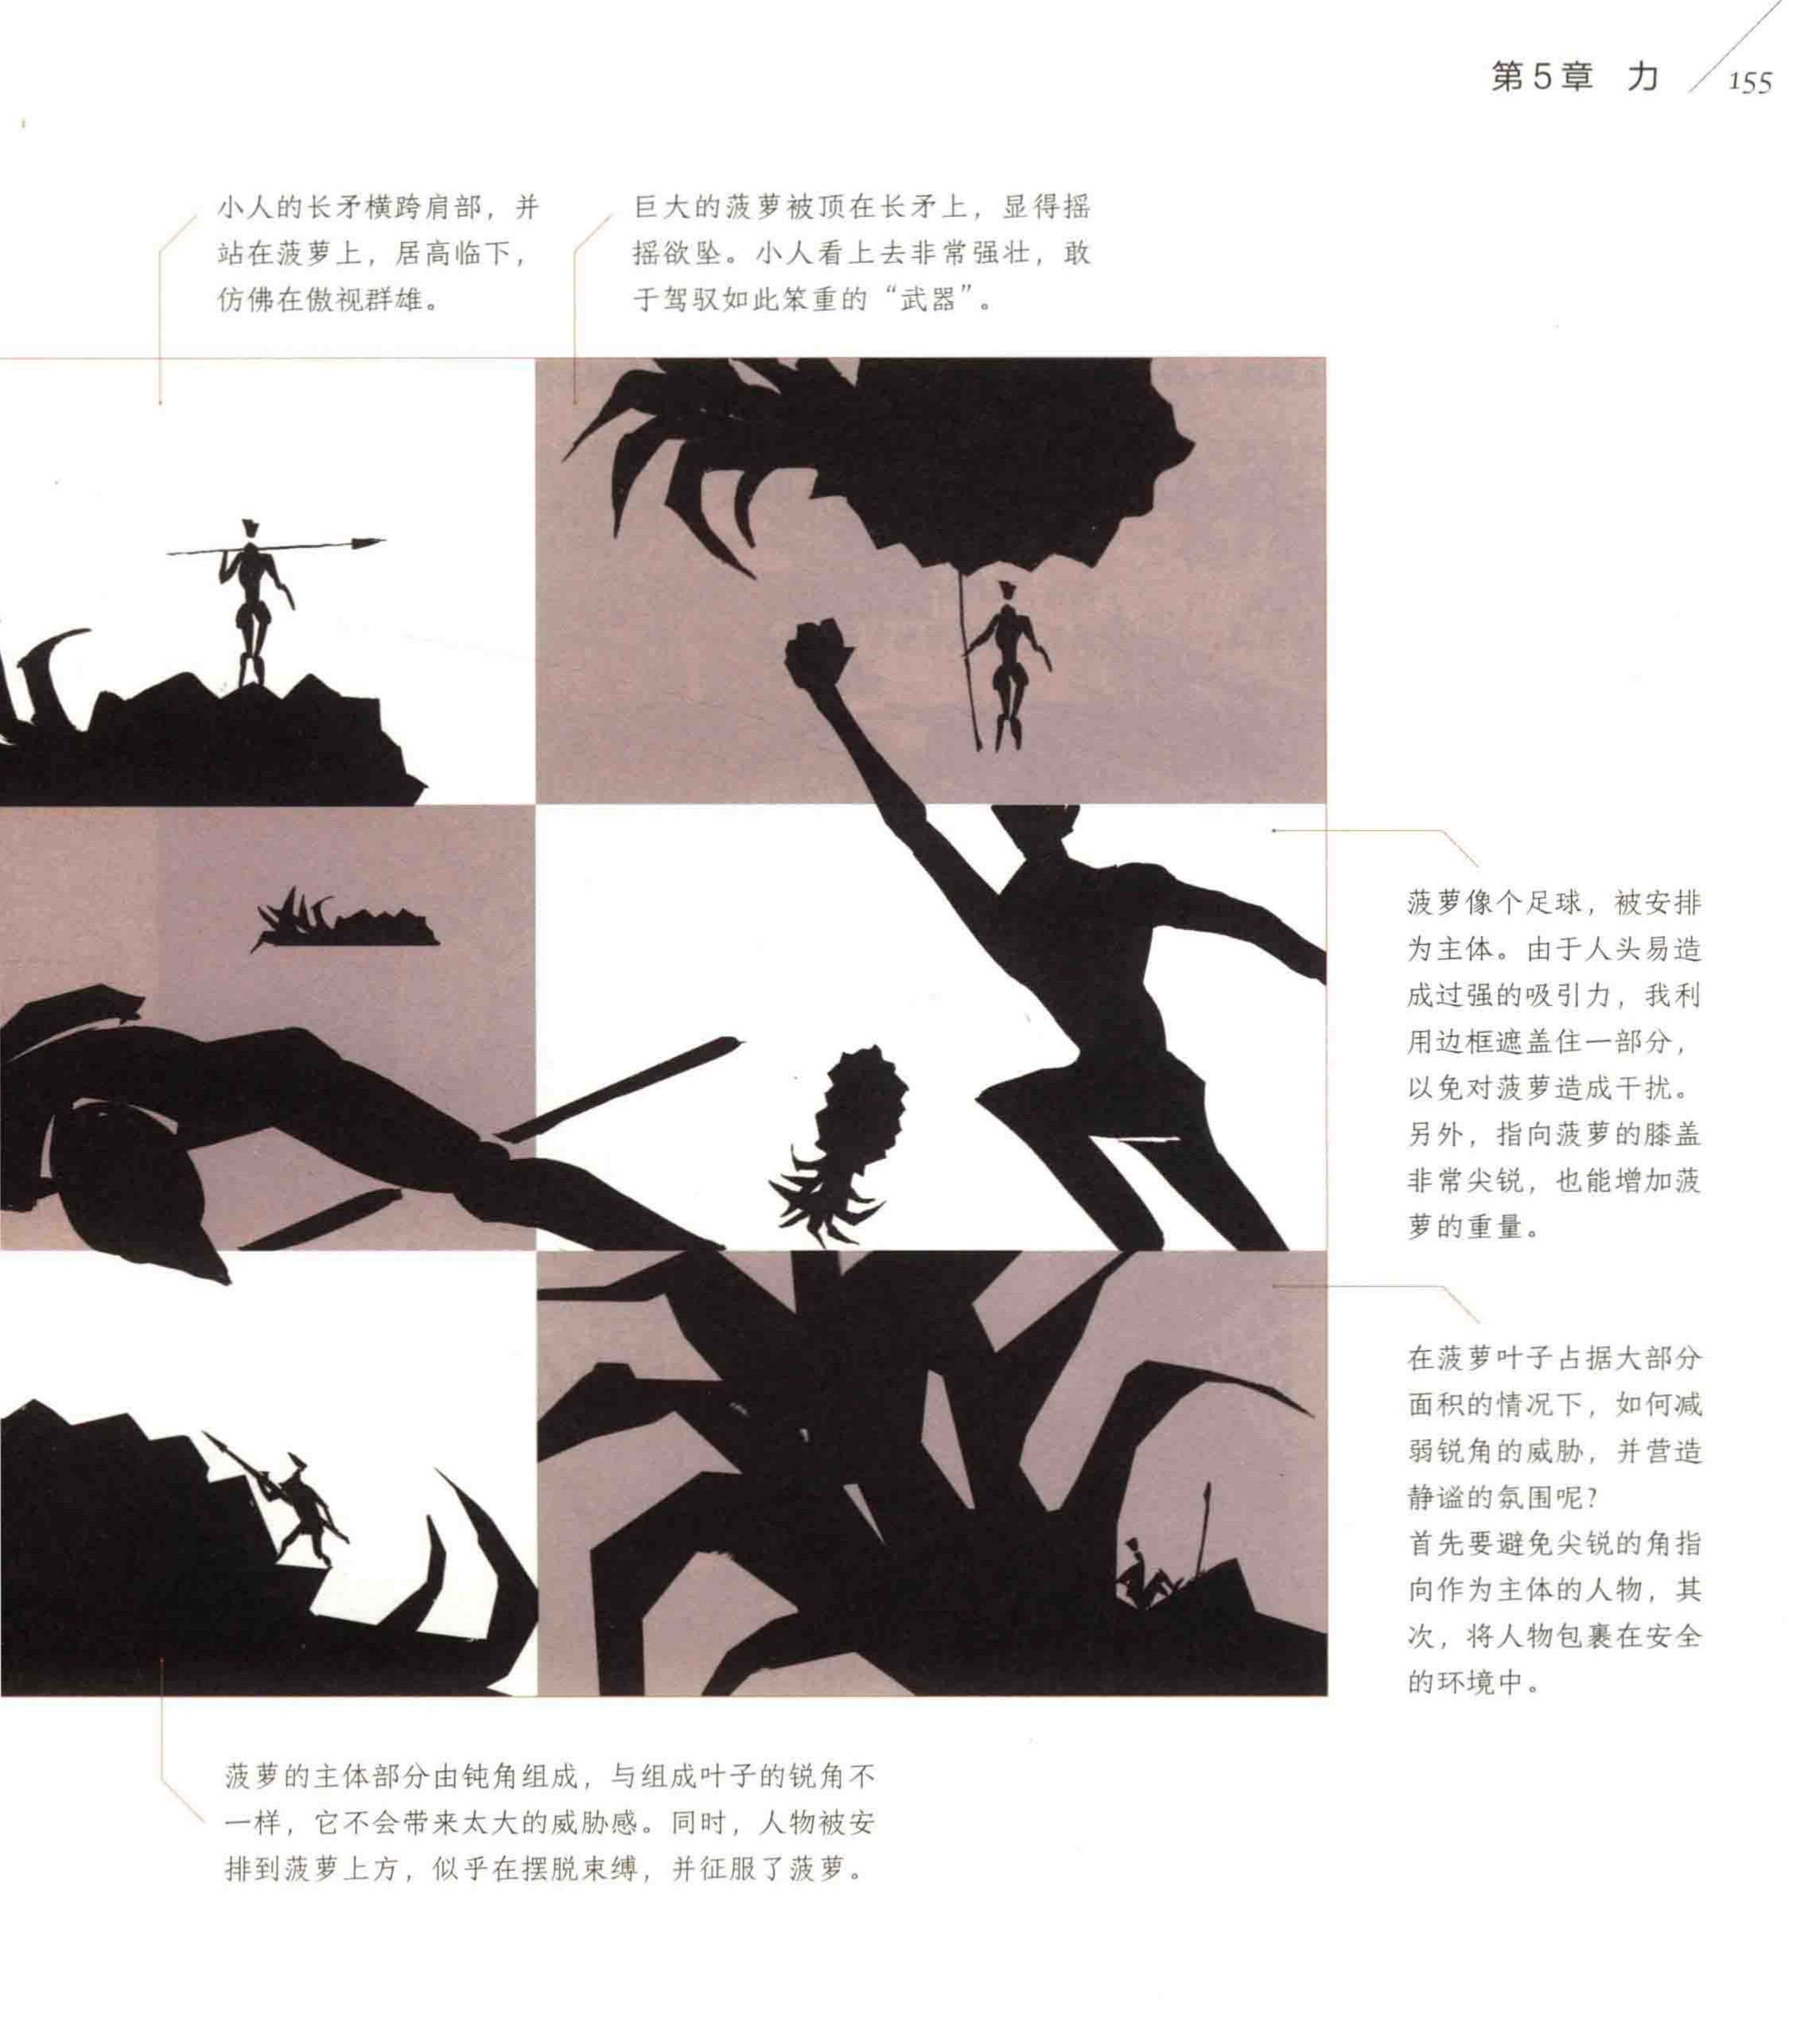 第5章 力 155
小人的长矛横跨肩部，并
站在菠萝上，居高临下，
仿佛在傲视群雄。
巨大的菠萝被顶在长矛上，显得摇
摇欲坠。小人看上去非常强壮，敢
于驾驭如此笨重的“武器”。
菠萝像个足球，被安排
为主体。由于人头易造
成过强的吸引力，我利
用边框遮盖住一部分，
以免对菠萝造成干扰。
另外，指向菠萝的膝盖
非常尖锐，也能增加菠
萝的重量。
在菠萝叶子占据大部分
面积的情况下，如何减
弱锐角的威胁，并营造
静谧的氛围呢?
首先要避免尖锐的角指
向作为主体的人物，其
次，将人物包裹在安全
的环境中。
菠萝的主体部分由钝角组成，与组成叶子的锐角不
一样，它不会带来太大的威胁感。同时，人物被安
排到菠萝上方，似乎在摆脱束缚，并征服了菠萝。